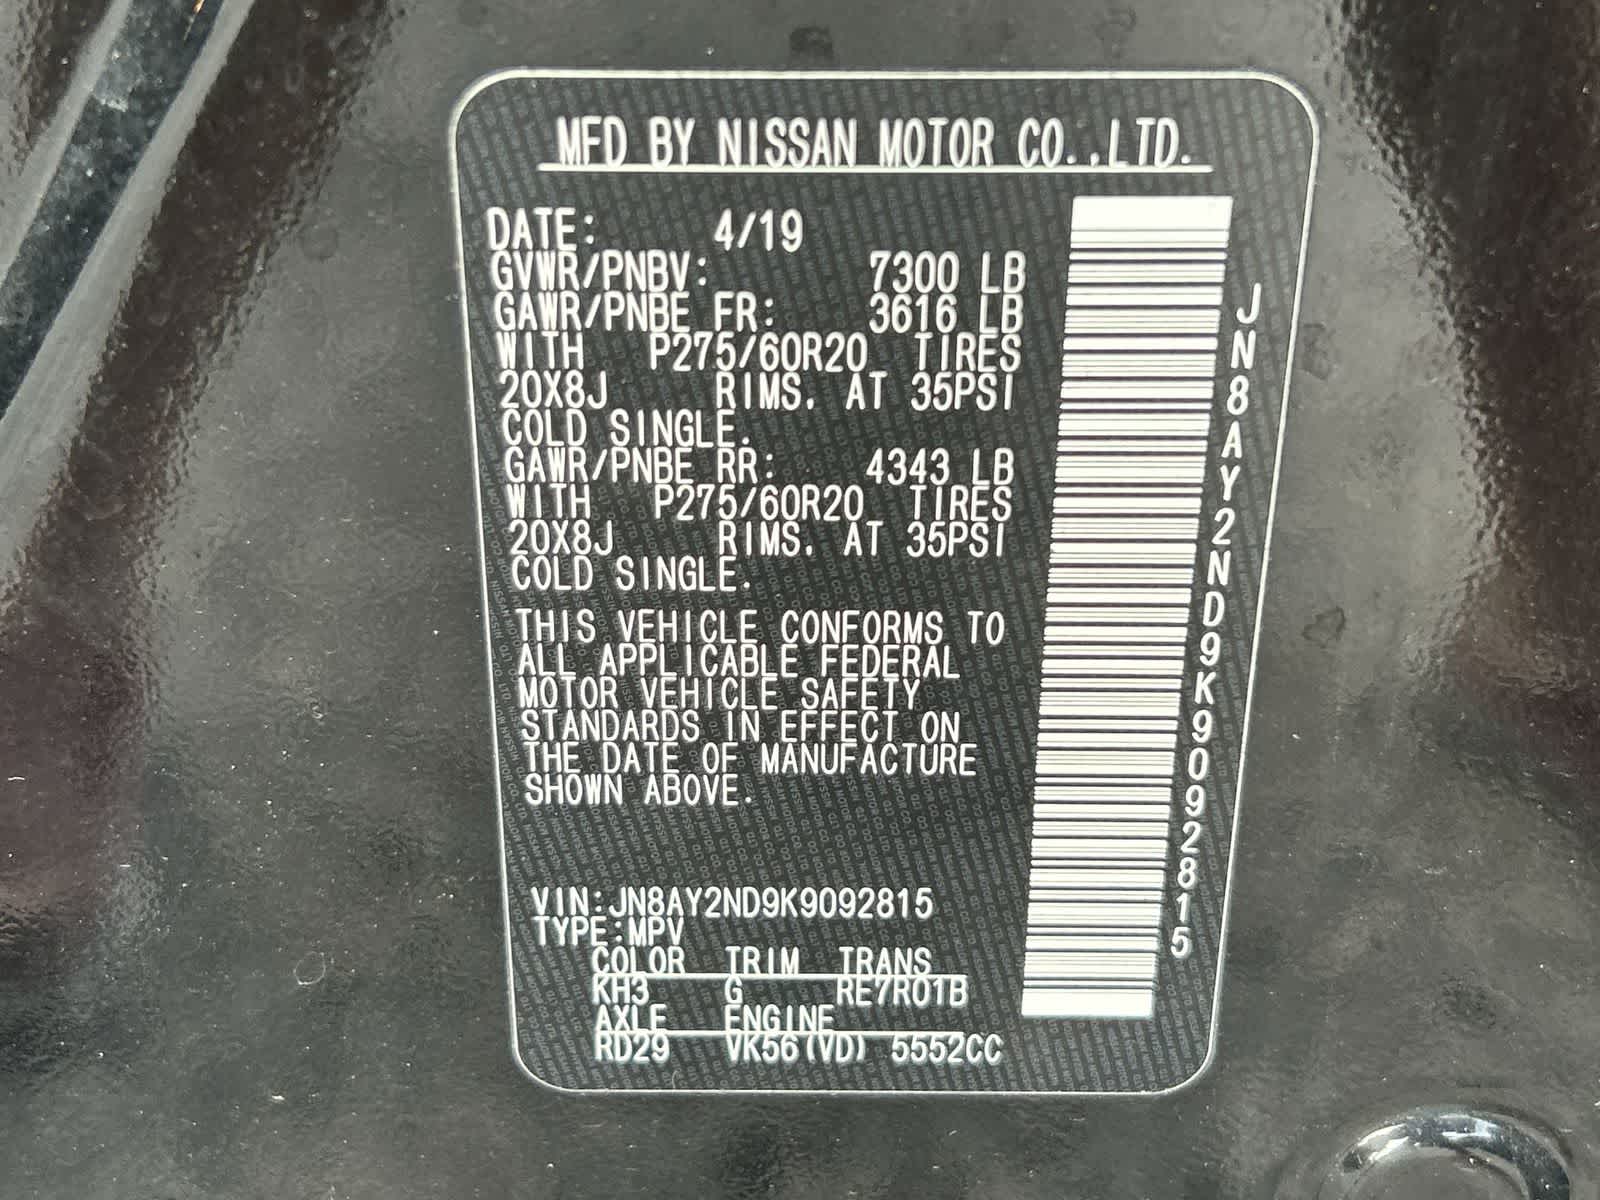 MFD BY NISSAN MOTOR CO.,LTD.
DATE: 4/19
GVWR/PNBV: 7300 LB
GAWR/PNBE FR: 3616 LB
WITH P275/60R20 TIRES
20X8J RIMS. AT 35PSI
COLD SINGLE.
GAWR/PNBE RR: 4343 LB
WITH P275/60R20 TIRES
20X8J RIMS. AT 35PSI
COLD SINGLE.
THIS VEHICLE CONFORMS TO
ALL APPLICABLE FEDERAL
MOTOR VEHICLE SAFETY
STANDARDS IN EFFECT ON
THE DATE OF MANUFACTURE
SHOWN ABOVE.
VIN:JN8AY2ND9K9092815
TYPE:MPV
COLOR TRIM TRANS
KH3 G RE7R01B
AXLE ENGINE
RD29 VK56(VD) 5552CC
JN8AY2ND9K9092815